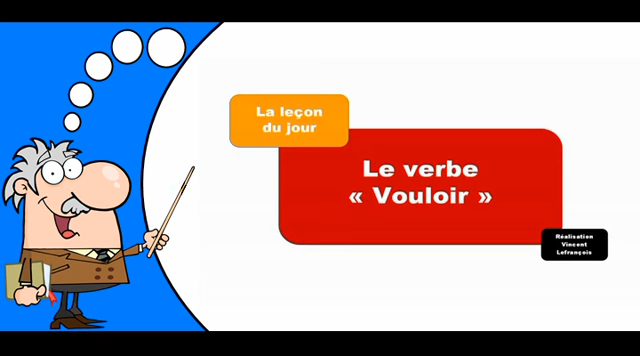 La leçon
du jour
Le verbe
« Vouloir »
Réalisation
Vincent
Lefrançois